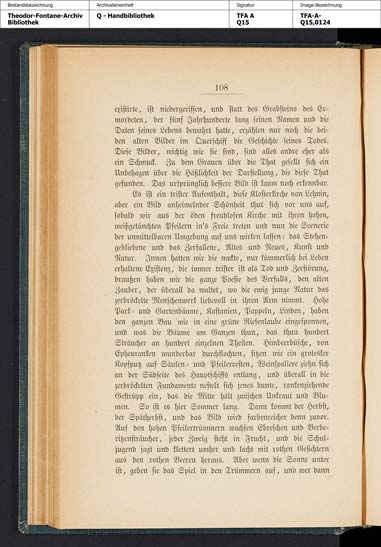 Bestandsbezeichnung
Theodor-Fontane-Archiv
Bibliothek
Archivalieneinheit
Q - Handbibliothek
Signatur
TFA A
Q15
Image-Bezeichnung
TFA-A-
Q15,0124
108
existirte, ist niedergerissen, und statt des Grabsteins des Er-
mordeten, der fünf Jahrhunderte lang seinen Namen und die
Daten seines Lebens bewahrt hatte, erzählen nur noch die bei-
den alten Bilder im Querschiff die Geschichte seines Todes.
Diese Bilder, wichtig wie sie sind, sind alles andre eher als
ein Schmuck. Zu dem Grauen über die That gesellt sich ein
Unbehagen über die Häßlichkeit der Darstellung, die diese That
gefunden. Das ursprünglich bessere Bild ist kaum noch erkennbar.
Es ist ein trister Aufenthalt, diese Klosterkirche von Lehnin,
aber ein Bild anheimelnder Schönheit thut sich vor uns auf,
sobald wir aus der öden freudlosen Kirche mit ihren hohen,
weißgetünchten Pfeilern in's Freie treten und nun die Scenerie
der unmittelbaren Umgebung auf uns wirken lassen: das Stehen-
gebliebene und das Zerfallene, Altes und Neues, Kunst und
Natur. Innen hatten wir die nackte, nur kümmerlich bei Leben
erhaltene Existenz, die immer trister ist als Tod und Zerstörung,
draußen haben wir die ganze Poesie des Verfalls, den alten
Zauber, der überall da waltet, wo die ewig junge Natur das
zerbröckelte Menschenwerk liebevoll in ihren Arm nimmt. Hohe
Park- und Gartenbäume, Kastanien, Pappeln, Linden, haben
den ganzen Bau wie in eine grüne Riesenlaube eingesponnen,
und was die Bäume am Ganzen thun, das thun hundert
Sträucher an hundert einzelnen Theilen. Himbeerbüsche, von
Epheuranken wunderbar durchflochten, sitzen wie ein grotesker
Kopfputz auf Säulen- und Pfeilerresten, Weinspaliere ziehn sich
an der Südseite des Hauptschiffs entlang, und überall in die
zerbröckelten Fundamente nestelt sich jenes bunte, rankenziehende
Gestrüpp ein, das die Mitte hält zwischen Unkraut und Blu-
men. So ist es hier Sommer lang. Dann kommt der Herbst,
der Spätherbst, und das Bild wird farbenreicher denn zuvor.
Auf den hohen Pfeilertrümmern wachsen Ebreschen und Berbe-
ritzensträucher, jeder Zweig steht in Frucht, und die Schul-
jugend jagt und klettert umher und lacht mit rothen Gesichtern
aus den rothen Beeren heraus. Aber wenn die Sonne unter
ist, geben sie das Spiel in den Trümmern auf, und wer dann